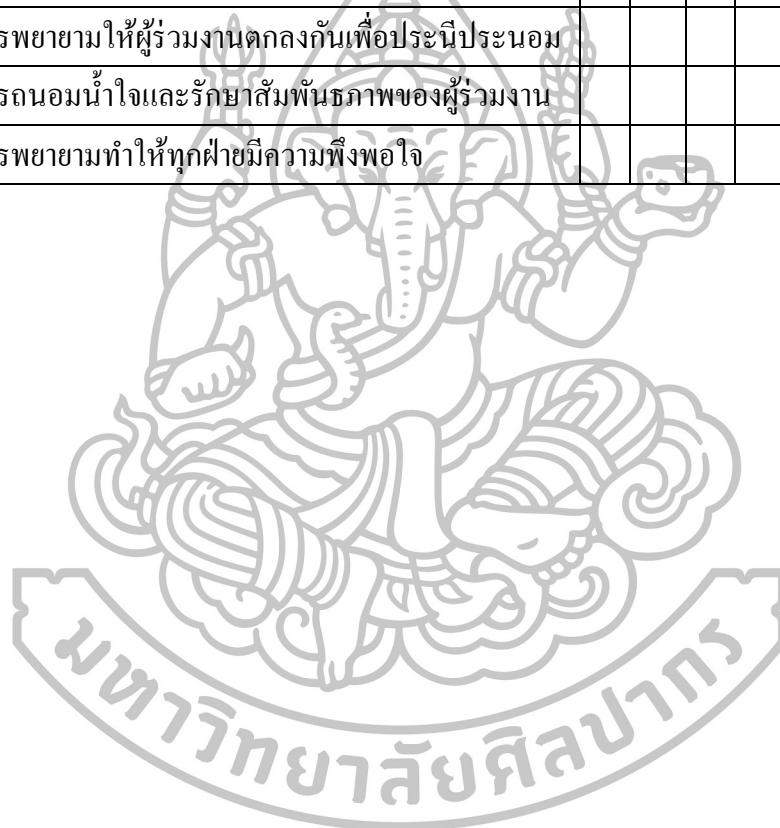 รพยายามให้ผู้ร่วมงานตกลงกันเพื่อประนีประนอม
รถนอมน้ำใจและรักษาสัมพันธภาพของผู้ร่วมงาน
รพยายามทำให้ทุกฝ่ายมีความพึงพอใจ
มหาวิทยาลัยศิลปากร